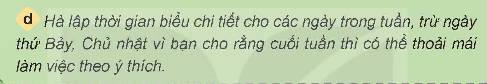 d Hà lập thời gian biểu chi tiết cho các ngày trong tuần, trừ ngày
thứ Bảy, Chủ nhật vì bạn cho rằng cuối tuần thì có thể thoải mái
làm việc theo ý thích.